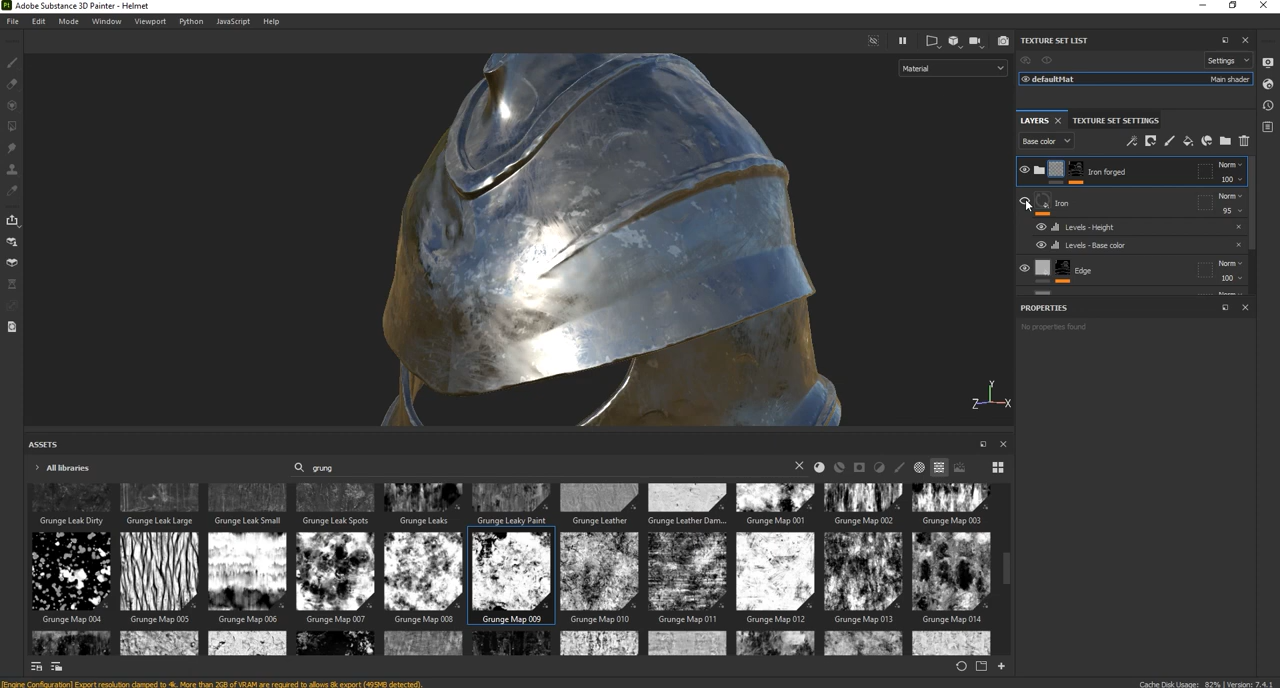 Pt Adobe Substance 3D Painter - Helmet
File Edit Mode Window Viewport Python JavaScript Help
Material
TEXTURE SET LIST
Settings
defaultMat Main shader
LAYERS TEXTURE SET SETTINGS
Base color
Iron forged Norm 100
Iron Norm 95
Levels - Height
Levels - Base color
Edge Norm 100
PROPERTIES
No properties found
Y
Z X
ASSETS
All libraries grung
Grunge Leak Dirty Grunge Leak Large Grunge Leak Small Grunge Leak Spots Grunge Leaks Grunge Leaky Paint Grunge Leather Grunge Leather Dam... Grunge Map 001 Grunge Map 002 Grunge Map 003
Grunge Map 004 Grunge Map 005 Grunge Map 006 Grunge Map 007 Grunge Map 008 Grunge Map 009 Grunge Map 010 Grunge Map 011 Grunge Map 012 Grunge Map 013 Grunge Map 014
[Engine Configuration] Export resolution clamped to 4k. More than 2GB of VRAM are required to allows 8k export (495MB detected). Cache Disk Usage: 82% | Version: 7.4.1